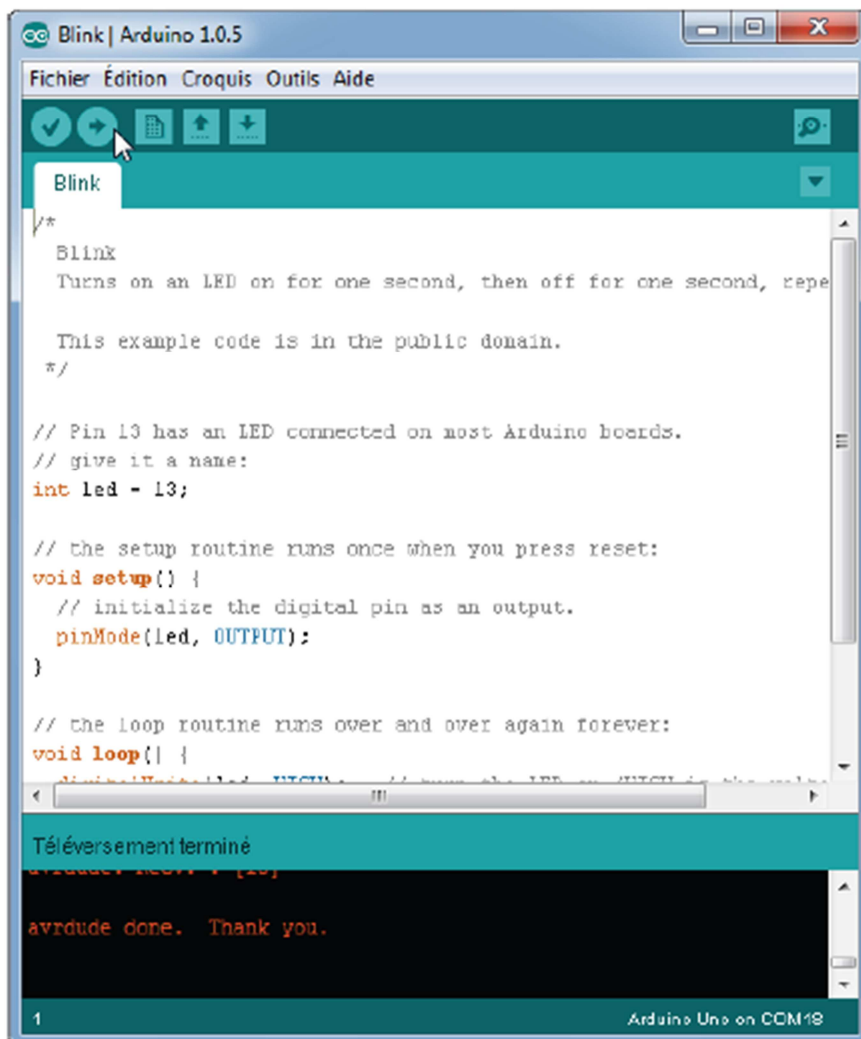 Blink | Arduino 1.0.5
Fichier Édition Croquis Outils Aide
Blink
/*
Blink
Turns on an LED on for one second, then off for one second, repe
This example code is in the public domain.
*/
// Pin 13 has an LED connected on most Arduino boards.
// give it a name:
int led = 13;
// the setup routine runs once when you press reset:
void setup() {
// initialize the digital pin as an output.
pinMode(led, OUTPUT);
}
// the loop routine runs over and over again forever:
void loop() {
Téléversement terminé
avrdude done. Thank you.
1
Arduino Uno on COM18